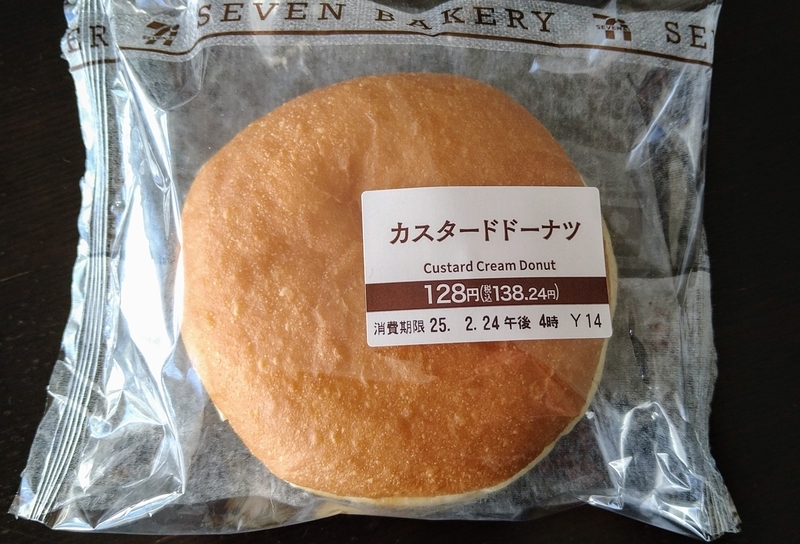 ER SEVEN BAKERY SE
カスタードドーナツ
Custard Cream Donut
128円(税込138.24円)
消費期限 25. 2. 24 午後 4時 Y14